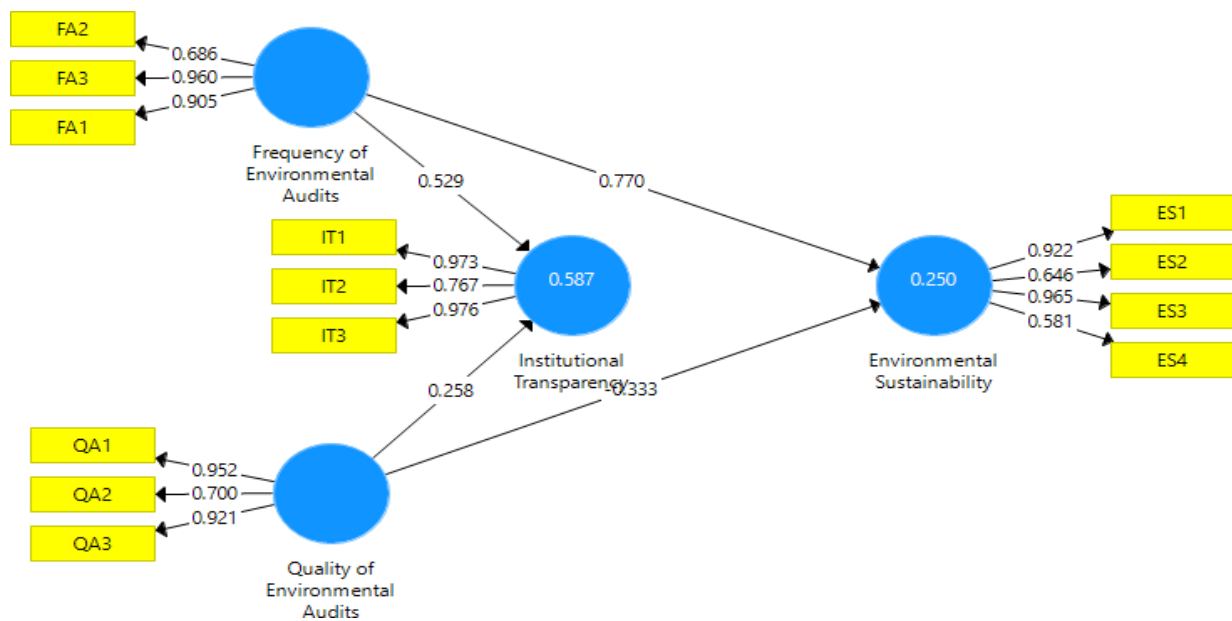 FA2
FA3
FA1
0.686
0.960
0.905
Frequency of
Environmental
Audits
0.529
0.770
IT1
IT2
IT3
0.973
0.767
0.976
0.587
Institutional
Transparency
0.250
Environmental
Sustainability
0.922
0.646
0.965
0.581
ES1
ES2
ES3
ES4
0.258
-0.333
QA1
QA2
QA3
0.952
0.700
0.921
Quality of
Environmental
Audits